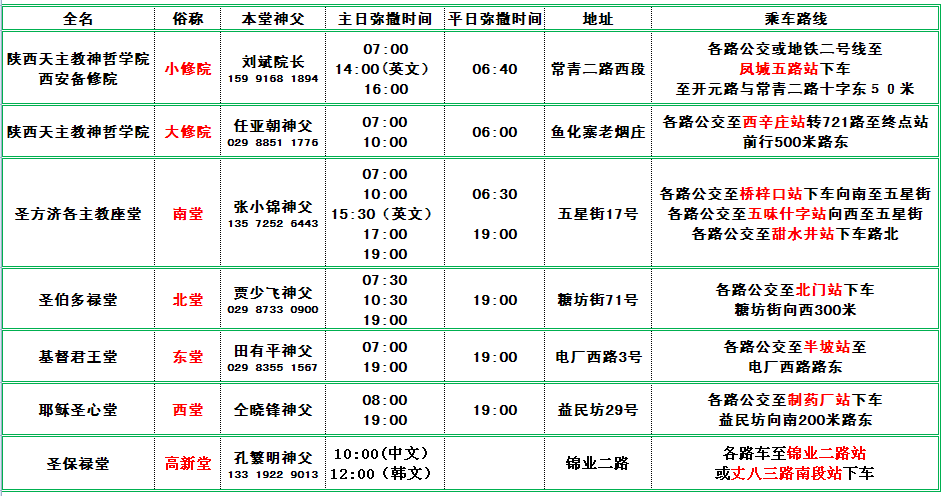 全名 俗称 本堂神父 主日弥撒时间 平日弥撒时间 地址 乘车路线
陕西天主教神哲学院
西安备修院
小修院
刘斌院长
159 9168 1894
07:00
14:00(英文)
16:00
06:40
常青二路西段
各路公交或地铁二号线至
凤城五路站下车
至开元路与常青二路十字东50米
陕西天主教神哲学院
大修院
任亚朝神父
029 8851 1776
07:00
10:00
06:00
鱼化寨老烟庄
各路公交至西辛庄站转721路至终点站
前行500米路东
圣方济各主教座堂
南堂
张小锦神父
135 7252 6443
07:00
10:00
15:30（英文）
17:00
19:00
06:30
19:00
五星街17号
各路公交至桥梓口站下车向南至五星街
各路公交至五味什字站向西至五星街
各路公交至甜水井站下车路北
圣伯多禄堂
北堂
贾少飞神父
029 8733 0900
07:30
10:30
19:00
19:00
糖坊街71号
各路公交至北门站下车
糖坊街向西300米
基督君王堂
东堂
田有平神父
029 8355 1567
07:00
19:00
19:00
电厂西路3号
各路公交至半坡站至
电厂西路路东
耶稣圣心堂
西堂
仝晓锋神父
08:00
19:00
19:00
益民坊29号
各路公交至制药厂站下车
益民坊向南200米路东
圣保禄堂
高新堂
孔繁明神父
133 1922 9013
10:00(中文)
12:00（韩文）
锦业二路
各路车至锦业二路站
或丈八三路南段站下车